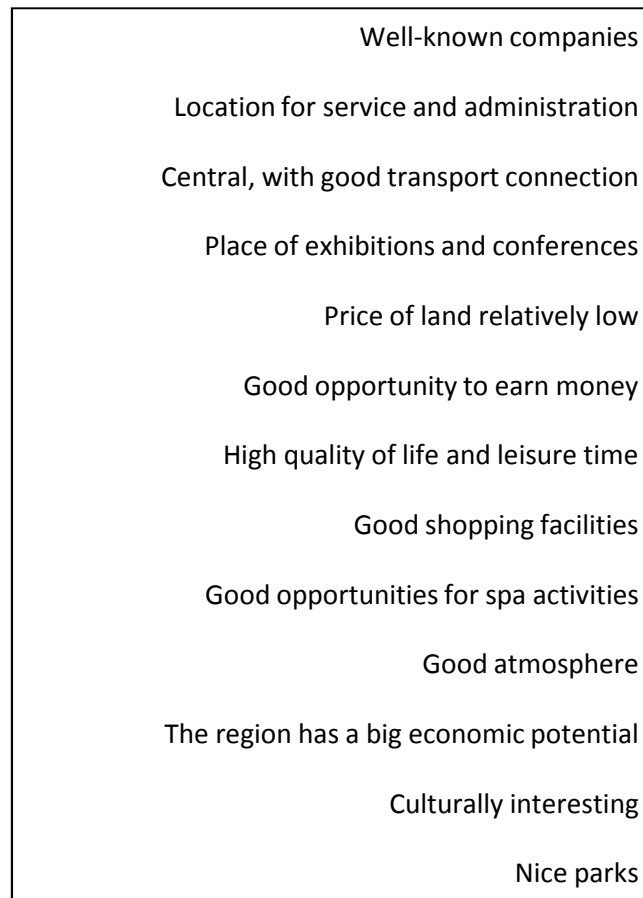 Well-known companies
Location for service and administration
Central, with good transport connection
Place of exhibitions and conferences
Price of land relatively low
Good opportunity to earn money
High quality of life and leisure time
Good shopping facilities
Good opportunities for spa activities
Good atmosphere
The region has a big economic potential
Culturally interesting
Nice parks